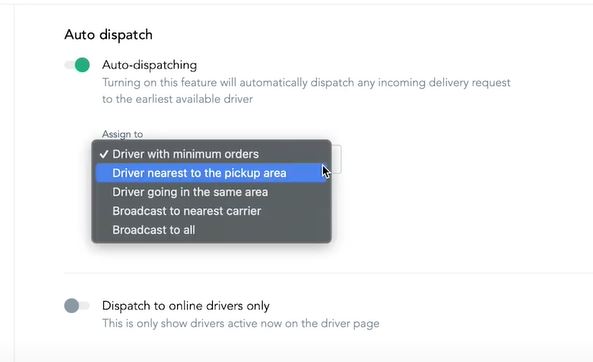 Auto dispatch
Auto-dispatching
Turning on this feature will automatically dispatch any incoming delivery request
to the earliest available driver
Assign to
✓ Driver with minimum orders
Driver nearest to the pickup area
Driver going in the same area
Broadcast to nearest carrier
Broadcast to all
Dispatch to online drivers only
This is only show drivers active now on the driver page